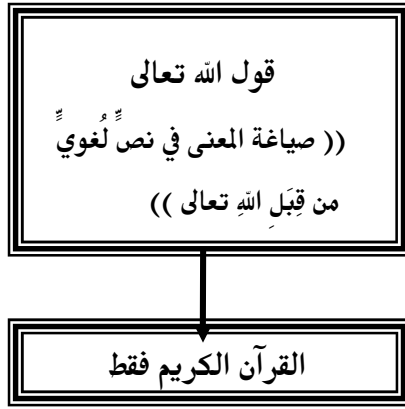 قول الله تعالى
(( صياغة المعنى في نصٍّ لُغويٍّ
من قِبَلِ اللهِ تعالى ))
القرآن الكريم فقط